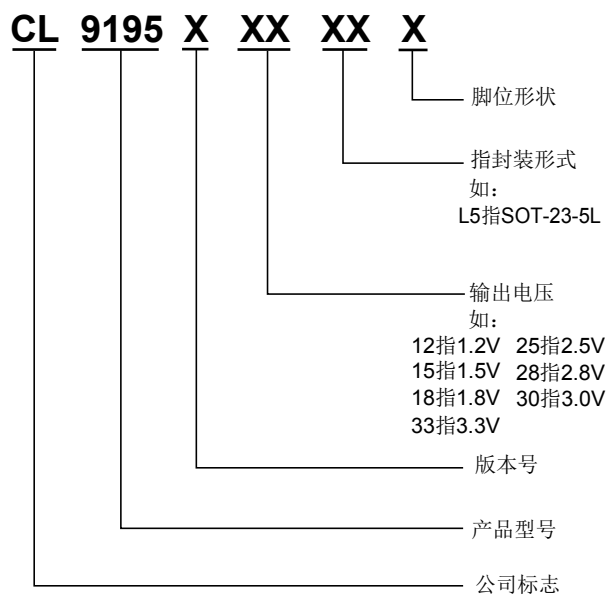 CL 9195 X XX XX X
脚位形状
指封装形式
如：
L5指SOT-23-5L
输出电压
如：
12指1.2V 25指2.5V
15指1.5V 28指2.8V
18指1.8V 30指3.0V
33指3.3V
版本号
产品型号
公司标志